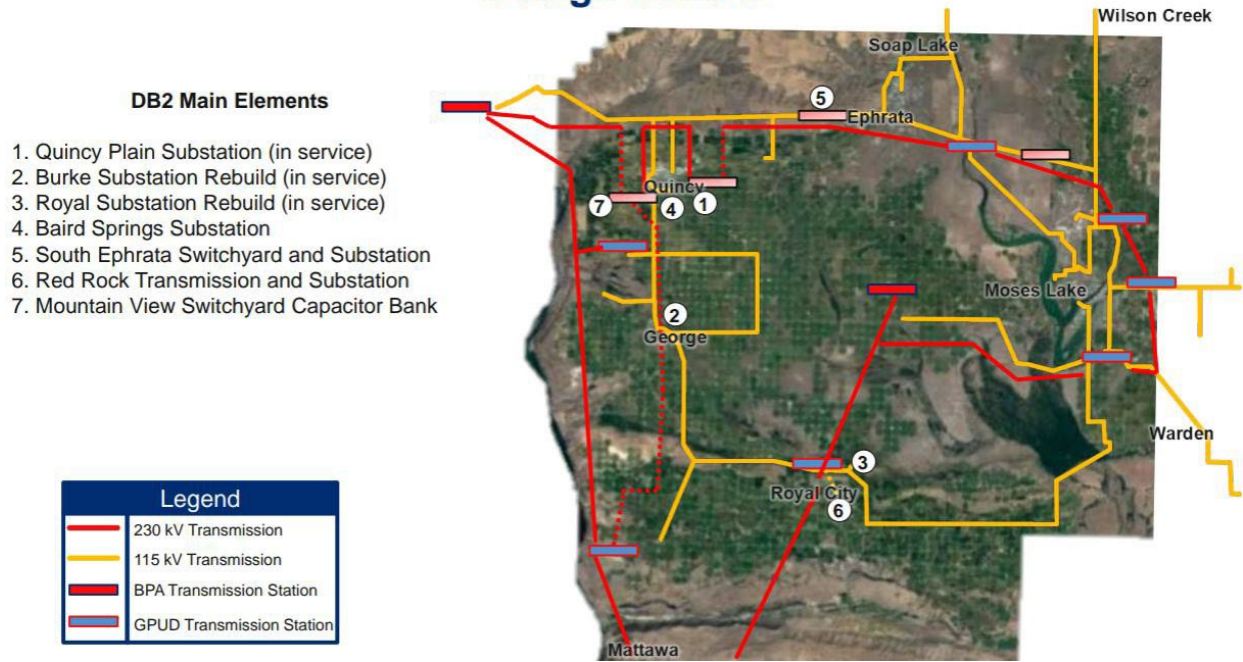 DB2 Main Elements
1. Quincy Plain Substation (in service)
2. Burke Substation Rebuild (in service)
3. Royal Substation Rebuild (in service)
4. Baird Springs Substation
5. South Ephrata Switchyard and Substation
6. Red Rock Transmission and Substation
7. Mountain View Switchyard Capacitor Bank
Wilson Creek
Soap Lake
5
Ephrata
Quincy
7
4
1
Moses Lake
2
George
Warden
3
Royal City
6
Mattawa
Legend
230 kV Transmission
115 kV Transmission
BPA Transmission Station
GPUD Transmission Station